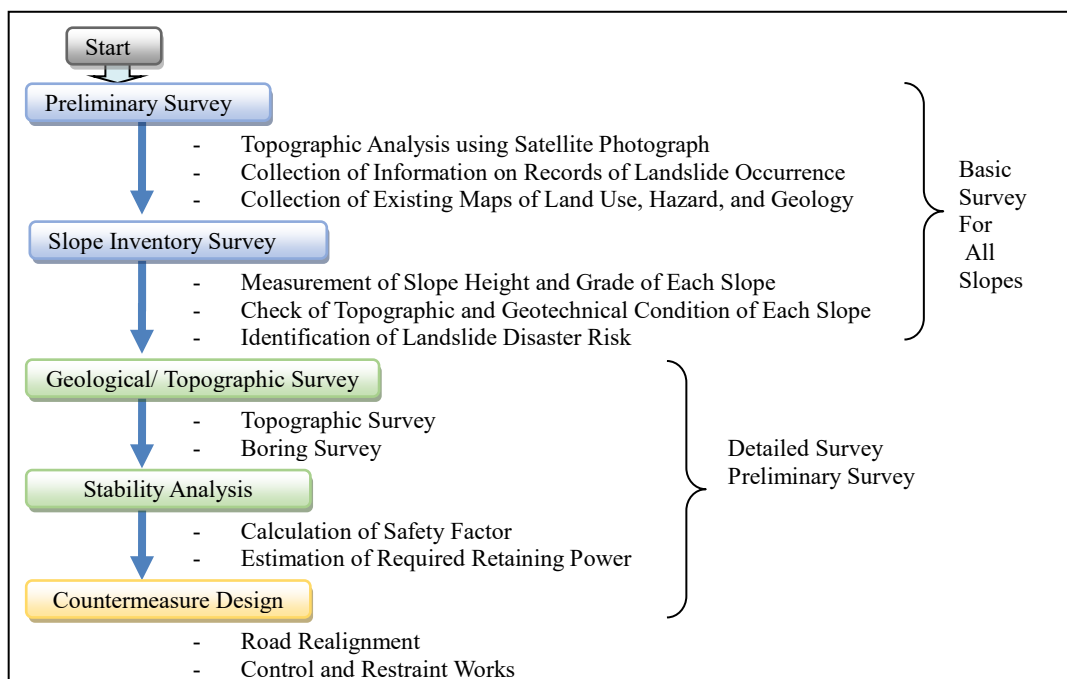 Start
Preliminary Survey
- Topographic Analysis using Satellite Photograph
- Collection of Information on Records of Landslide Occurrence
- Collection of Existing Maps of Land Use, Hazard, and Geology
Slope Inventory Survey
- Measurement of Slope Height and Grade of Each Slope
- Check of Topographic and Geotechnical Condition of Each Slope
- Identification of Landslide Disaster Risk
Basic
Survey
For
All
Slopes
Geological/ Topographic Survey
- Topographic Survey
- Boring Survey
Stability Analysis
- Calculation of Safety Factor
- Estimation of Required Retaining Power
Countermeasure Design
Detailed Survey
Preliminary Survey
- Road Realignment
- Control and Restraint Works